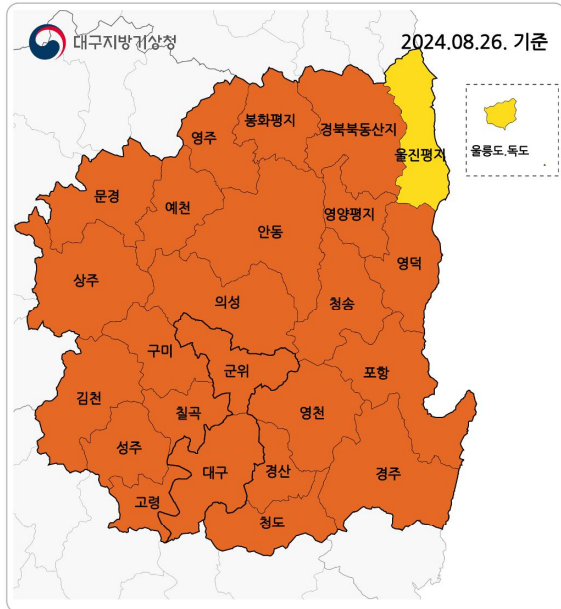 대구지방기상청
2024.08.26. 기준
봉화평지
경북북동산지
영주
울진평지
울릉도.독도
문경
예천
영양평지
안동
영덕
상주
의성
청송
구미
군위
포항
김천
칠곡
영천
성주
대구
경산
경주
고령
청도